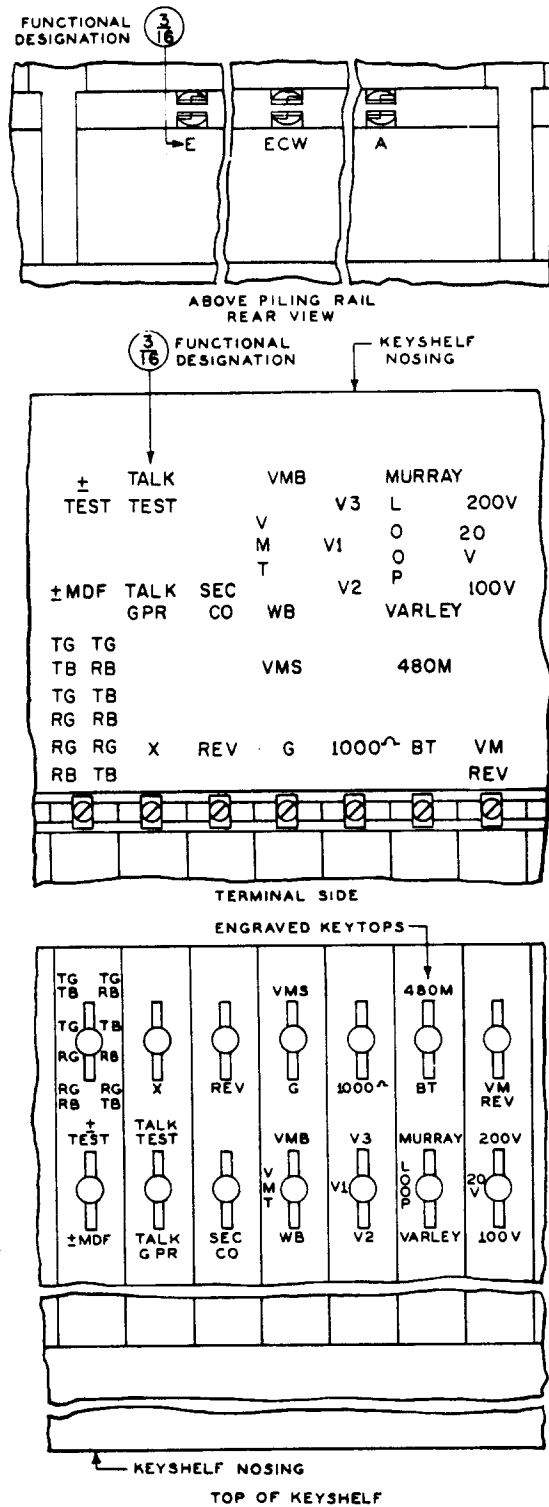 FUNCTIONAL DESIGNATION 3/16
E ECW A
ABOVE PILING RAIL
REAR VIEW
3/16 FUNCTIONAL DESIGNATION
KEYSHELF NOSING
± TALK VMB MURRAY
TEST TEST V3 L 200V
V O 20
M V1 O V
T P
±MDF TALK SEC V2 100V
GPR CO WB VARLEY
TG TG
TB RB VMS 480M
TG TB
RG RB
RG RG X REV G 1000Ω BT VM
RB TB REV
TERMINAL SIDE
ENGRAVED KEYTOPS
TG TG VMS 480M
TB RB
TG TB
RG RB
RG RG X REV G 1000Ω BT VM
RB TB REV
± TALK VMB V3 MURRAY 200V
TEST TEST
VMT V1 LOOP 20V
±MDF TALK SEC WB V2 VARLEY 100V
GPR CO
KEYSHELF NOSING
TOP OF KEYSHELF